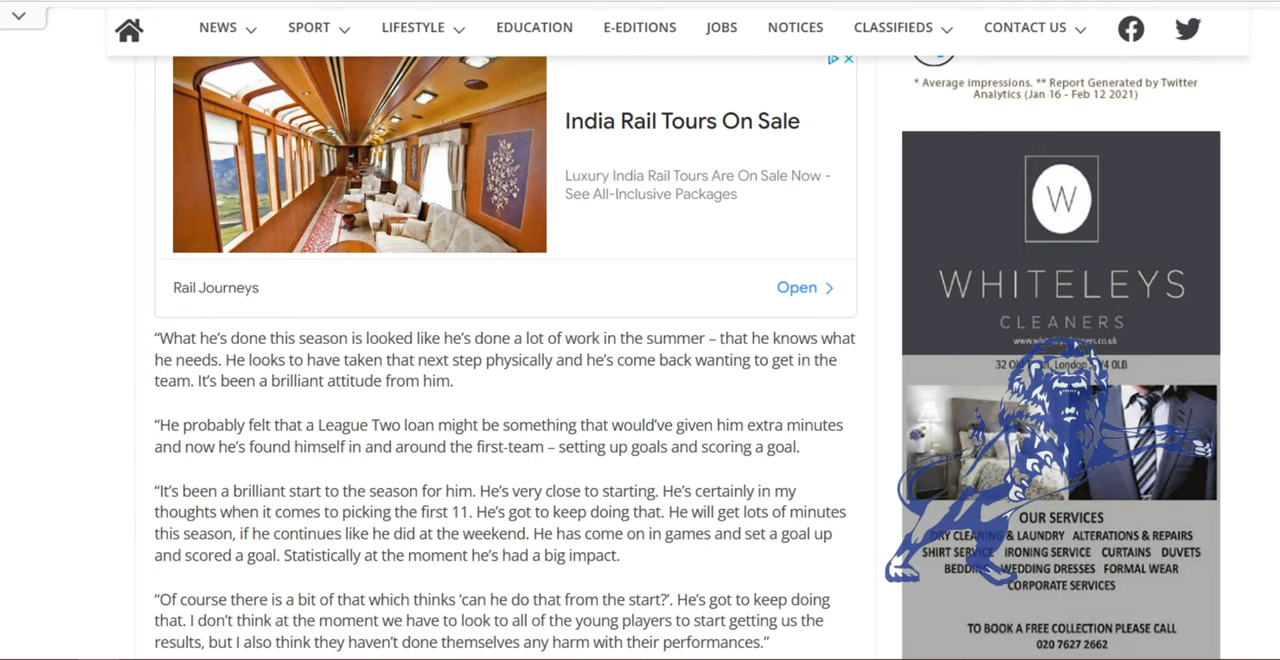 NEWS SPORT LIFESTYLE EDUCATION E-EDITIONS JOBS NOTICES CLASSIFIEDS CONTACT US
India Rail Tours On Sale
Luxury India Rail Tours Are On Sale Now -
See All-Inclusive Packages
Rail Journeys
Open
“What he’s done this season is looked like he’s done a lot of work in the summer – that he knows what
he needs. He looks to have taken that next step physically and he’s come back wanting to get in the
team. It’s been a brilliant attitude from him.
“He probably felt that a League Two loan might be something that would’ve given him extra minutes
and now he’s found himself in and around the first-team – setting up goals and scoring a goal.
“It’s been a brilliant start to the season for him. He’s very close to starting. He’s certainly in my
thoughts when it comes to picking the first 11. He’s got to keep doing that. He will get lots of minutes
this season, if he continues like he did at the weekend. He has come on in games and set a goal up
and scored a goal. Statistically at the moment he’s had a big impact.
“Of course there is a bit of that which thinks ‘can he do that from the start?’. He’s got to keep doing
that. I don’t think at the moment we have to look to all of the young players to start getting us the
results, but I also think they haven’t done themselves any harm with their performances.”
* Average impressions. ** Report Generated by Twitter
Analytics (Jan 16 - Feb 12 2021)
W
WHITELEYS
CLEANERS
32 London 4 0LB
OUR SERVICES
DRY CLEANING & LAUNDRY ALTERATIONS & REPAIRS
SHIRT SERVICE IRONING SERVICE CURTAINS DUVETS
BEDDING WEDDING DRESSES FORMAL WEAR
CORPORATE SERVICES
TO BOOK A FREE COLLECTION PLEASE CALL
020 7627 2662